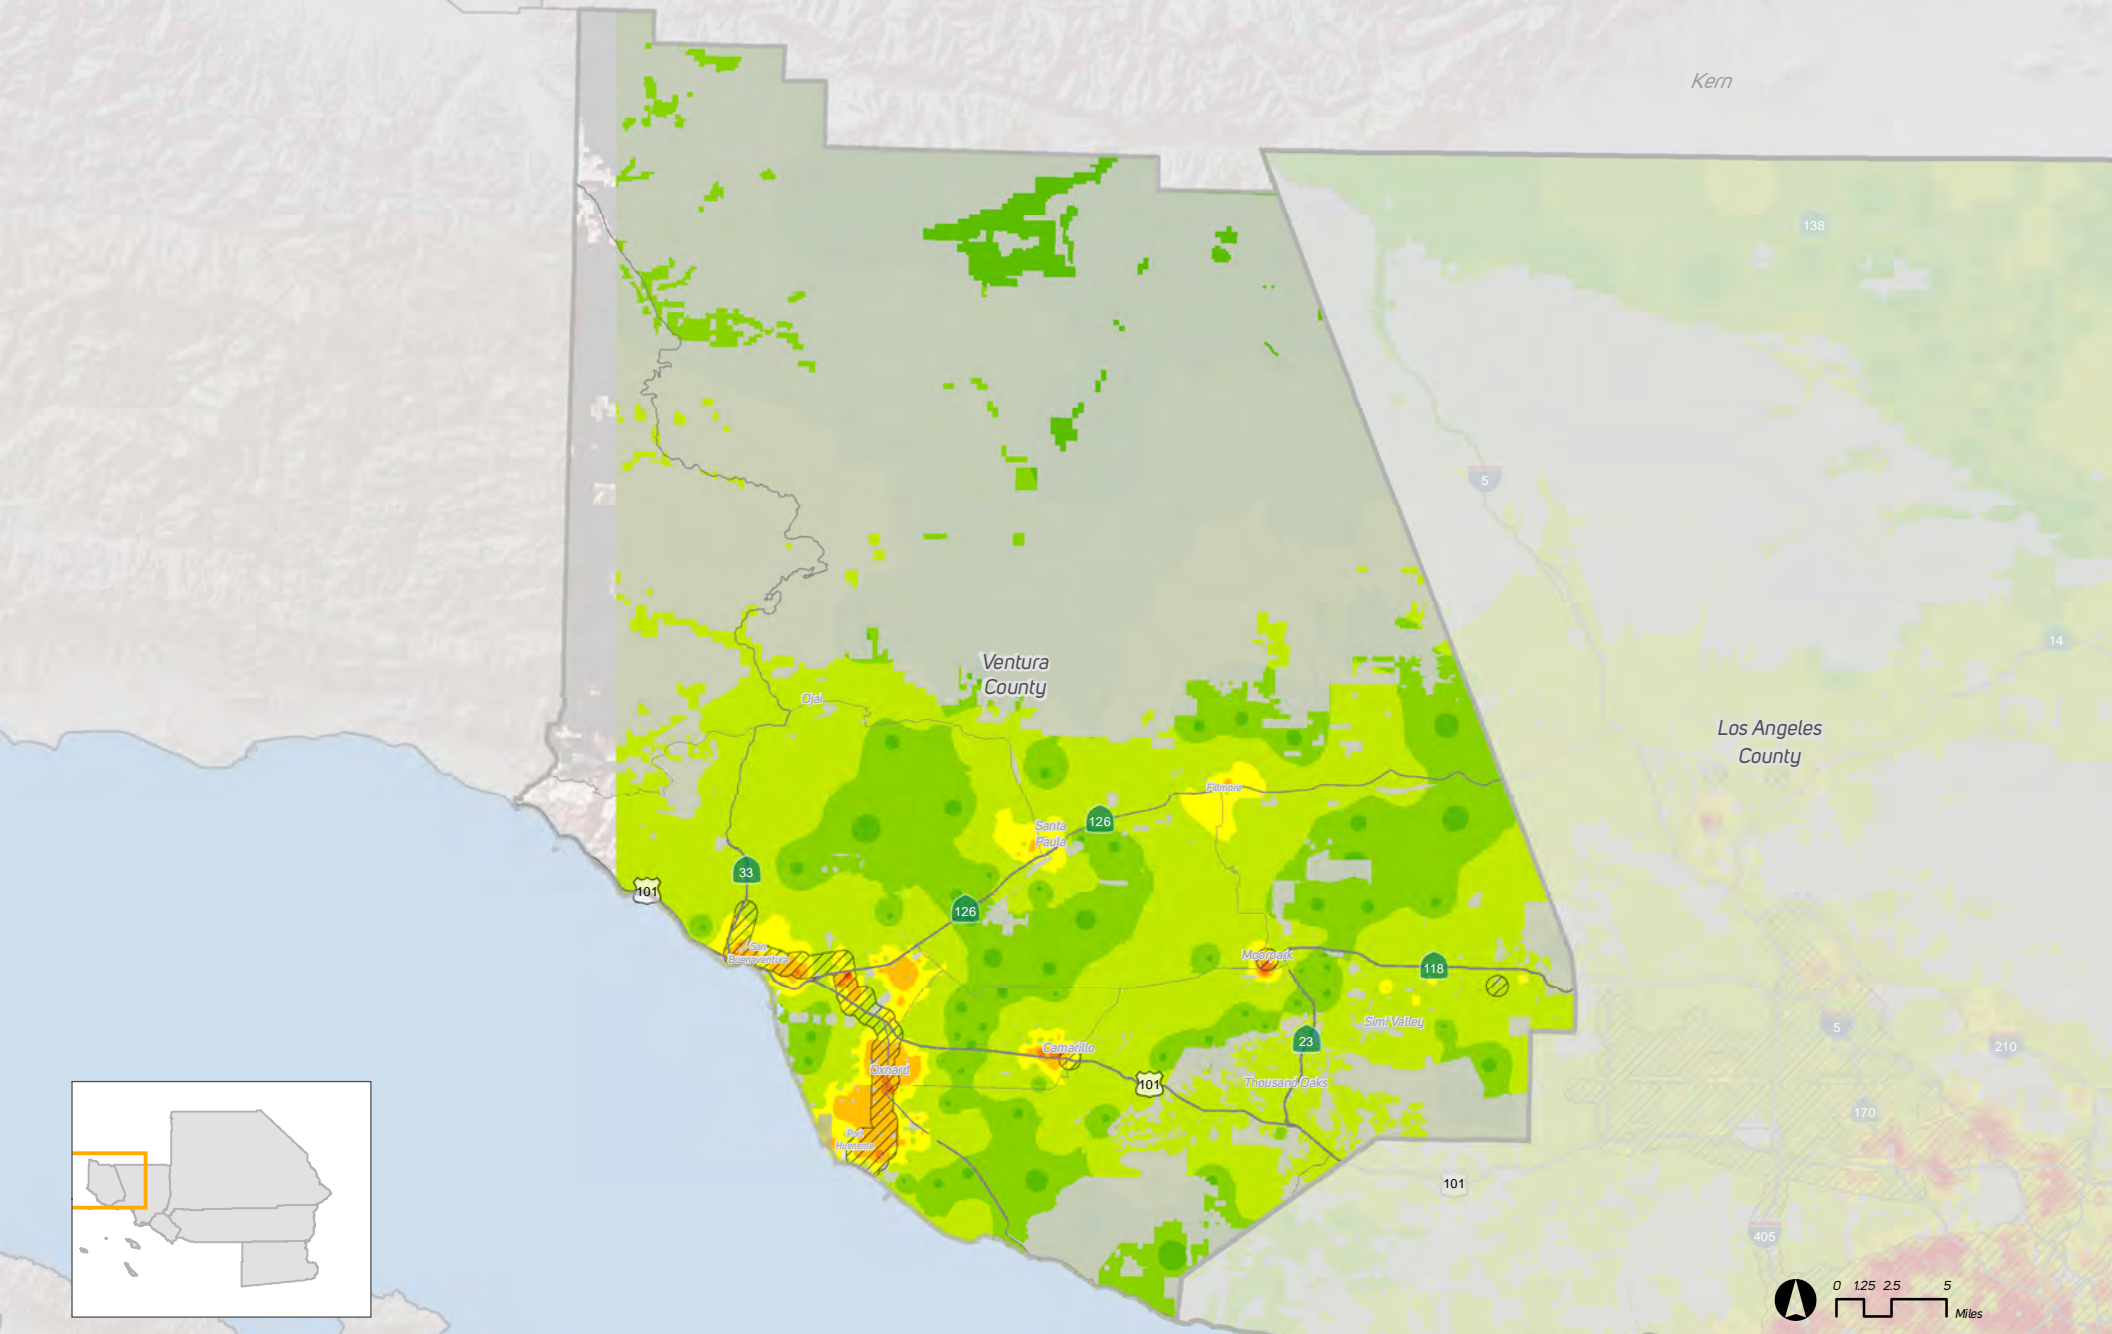 Kern
138
5
14
Ventura
County
Ojai
Los Angeles
County
Fillmore
126
Santa
Paula
33
101
126
San
Buenaventura
Moorpark
118
Simi Valley
5
23
210
Camarillo
Oxnard
101
Thousand Oaks
170
Port
Hueneme
101
405
0 1.25 2.5 5
Miles